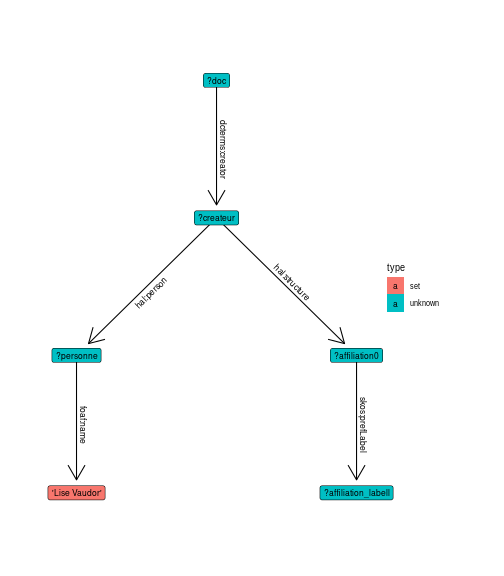 ?doc
dcterms:creator
?createur
hal:person
hal:structure
type
a set
a unknown
?personne
?affiliation0
foaf:name
skos:prefLabel
'Lise Vaudor'
?affiliation_labell